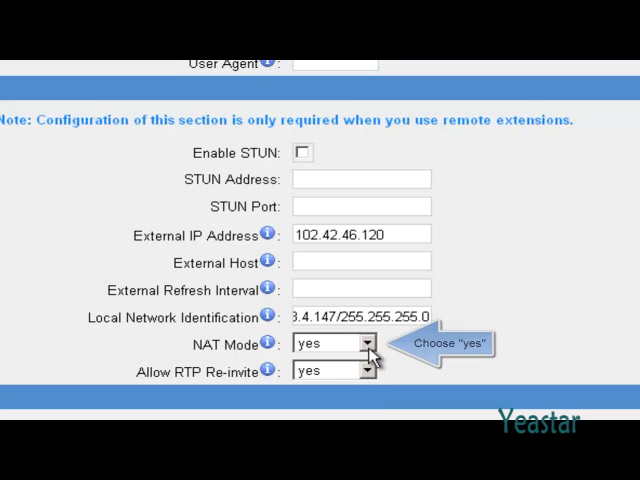 User Agent :
Note: Configuration of this section is only required when you use remote extensions.
Enable STUN:
STUN Address:
STUN Port:
External IP Address : 102.42.46.120
External Host :
External Refresh Interval :
Local Network Identification : 3.4.147/255.255.255.0
NAT Mode : yes
Choose "yes"
Allow RTP Re-invite : yes
Yeastar